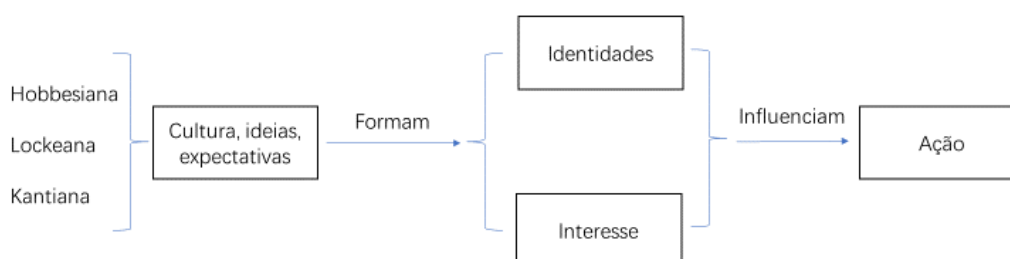 Hobbesiana
Lockeana
Kantiana
Cultura, ideias,
expectativas
Formam
Identidades
Interesse
Influenciam
Ação